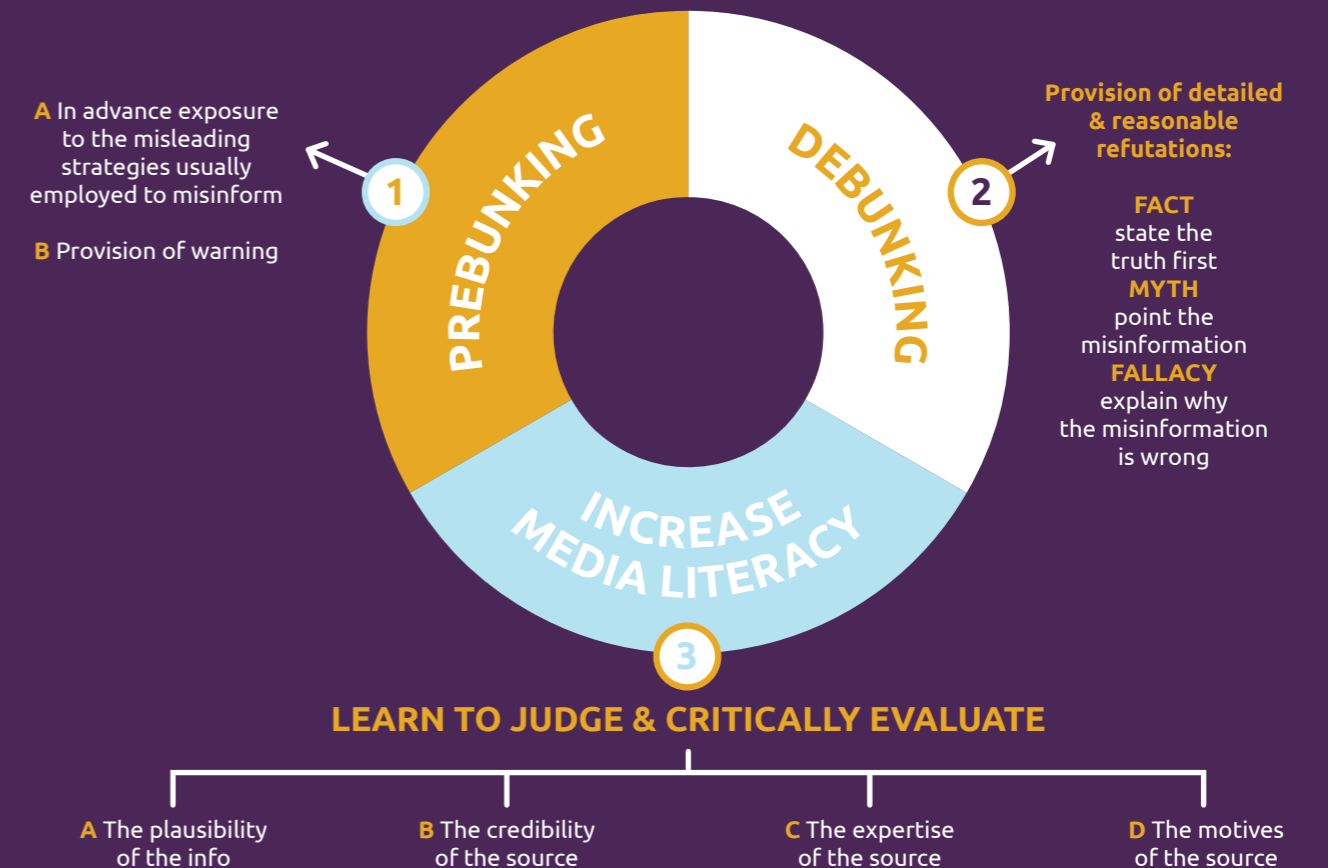 A In advance exposure
to the misleading
strategies usually
employed to misinform
B Provision of warning
1
PREBUNKING
DEBUNKING
2
Provision of detailed
& reasonable
refutations:
FACT
state the
truth first
MYTH
point the
misinformation
FALLACY
explain why
the misinformation
is wrong
INCREASE
MEDIA LITERACY
3
LEARN TO JUDGE & CRITICALLY EVALUATE
A The plausibility
of the info
B The credibility
of the source
C The expertise
of the source
D The motives
of the source